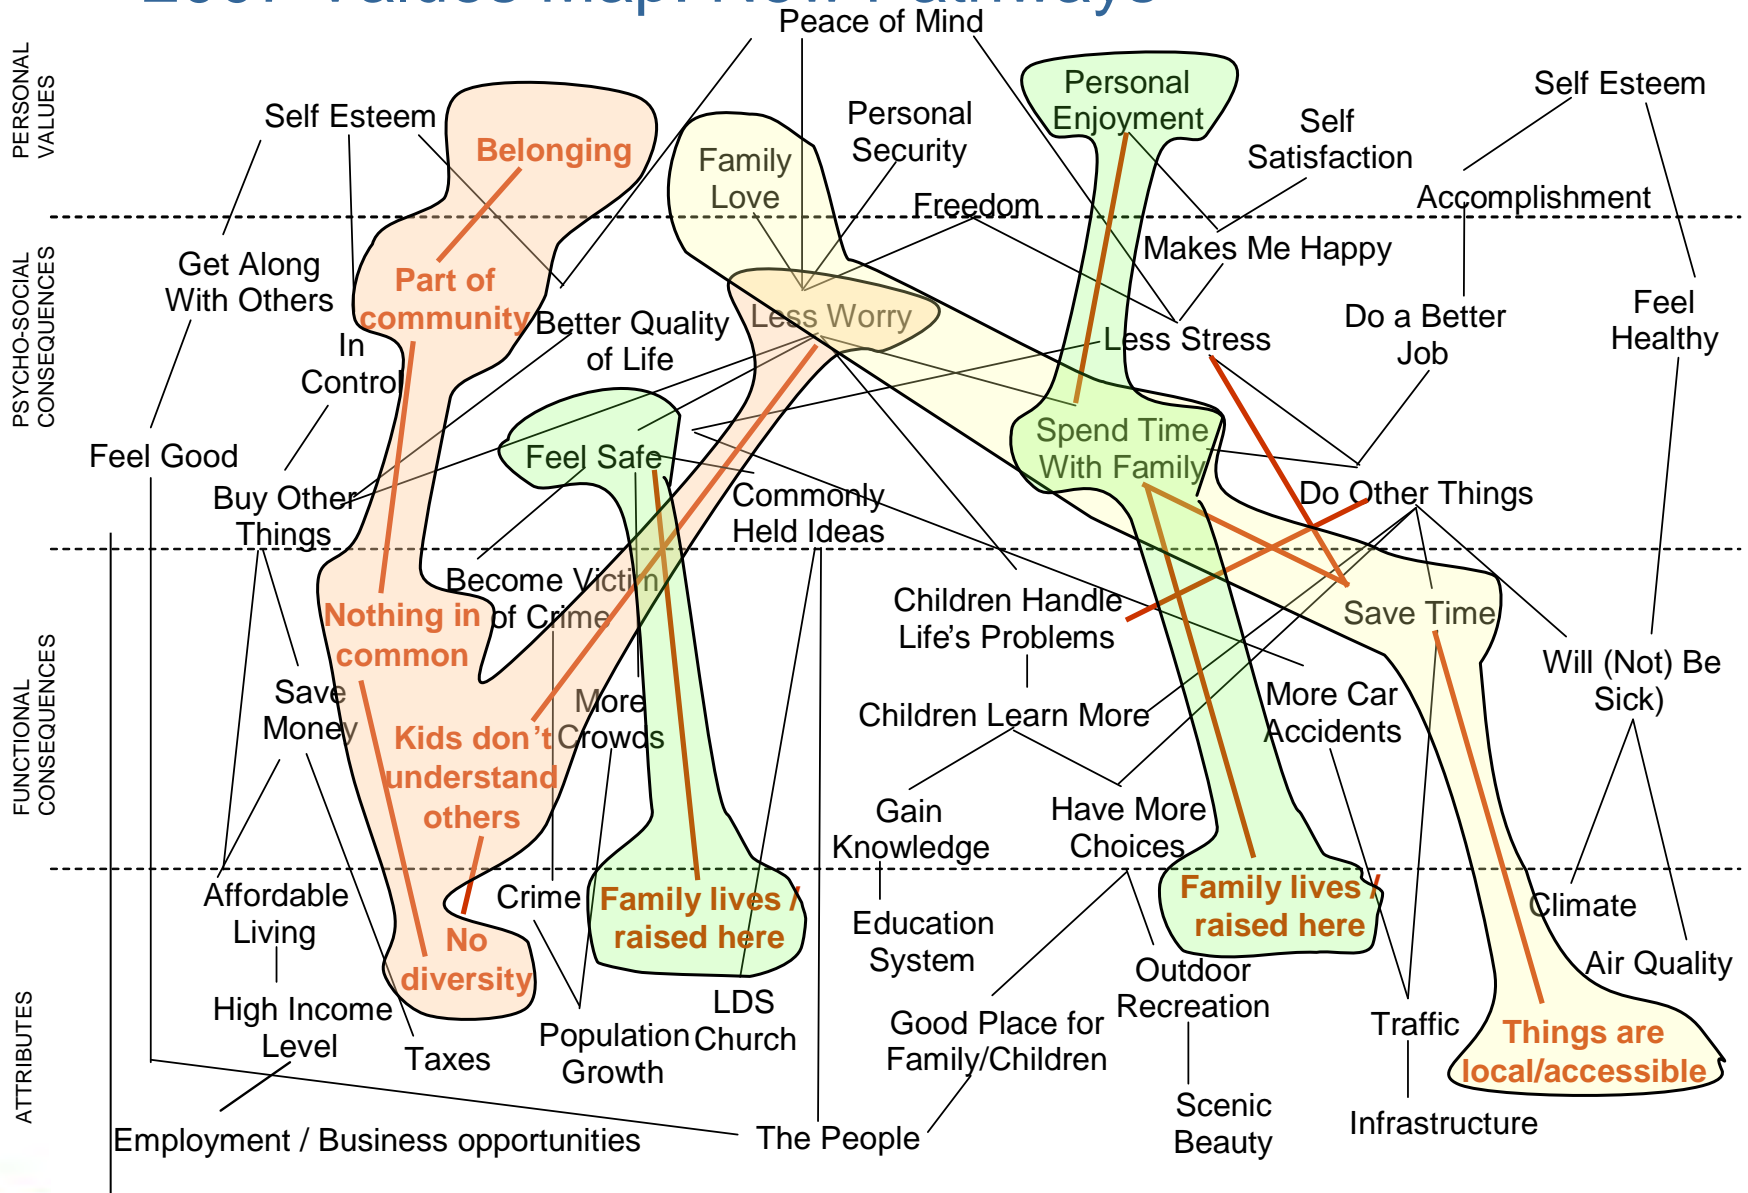 2007 Values Map: New Pathways
PERSONAL
VALUES
Peace of Mind
Self Esteem
Belonging
Family
Love
Personal
Security
Freedom
Personal
Enjoyment
Self
Satisfaction
Self Esteem
Accomplishment
PSYCHO-SOCIAL
CONSEQUENCES
Get Along
With Others
Part of
community
In
Control
Better Quality
of Life
Less Worry
Makes Me Happy
Less Stress
Do a Better
Job
Feel
Healthy
Feel Good
Buy Other
Things
Feel Safe
Commonly
Held Ideas
Spend Time
With Family
Do Other Things
FUNCTIONAL
CONSEQUENCES
Nothing in
common
Become Victim
of Crime
Children Handle
Life's Problems
Save Time
Will (Not) Be
Sick)
Save
Money
Kids don't
understand
others
More
Crowds
Children Learn More
More Car
Accidents
Gain
Knowledge
Have More
Choices
ATTRIBUTES
Affordable
Living
No
diversity
Crime
Family lives /
raised here
Education
System
Family lives /
raised here
Climate
Air Quality
High Income
Level
Taxes
Population
Growth
LDS
Church
Good Place for
Family/Children
Outdoor
Recreation
Traffic
Things are
local/accessible
Employment / Business opportunities
The People
Scenic
Beauty
Infrastructure